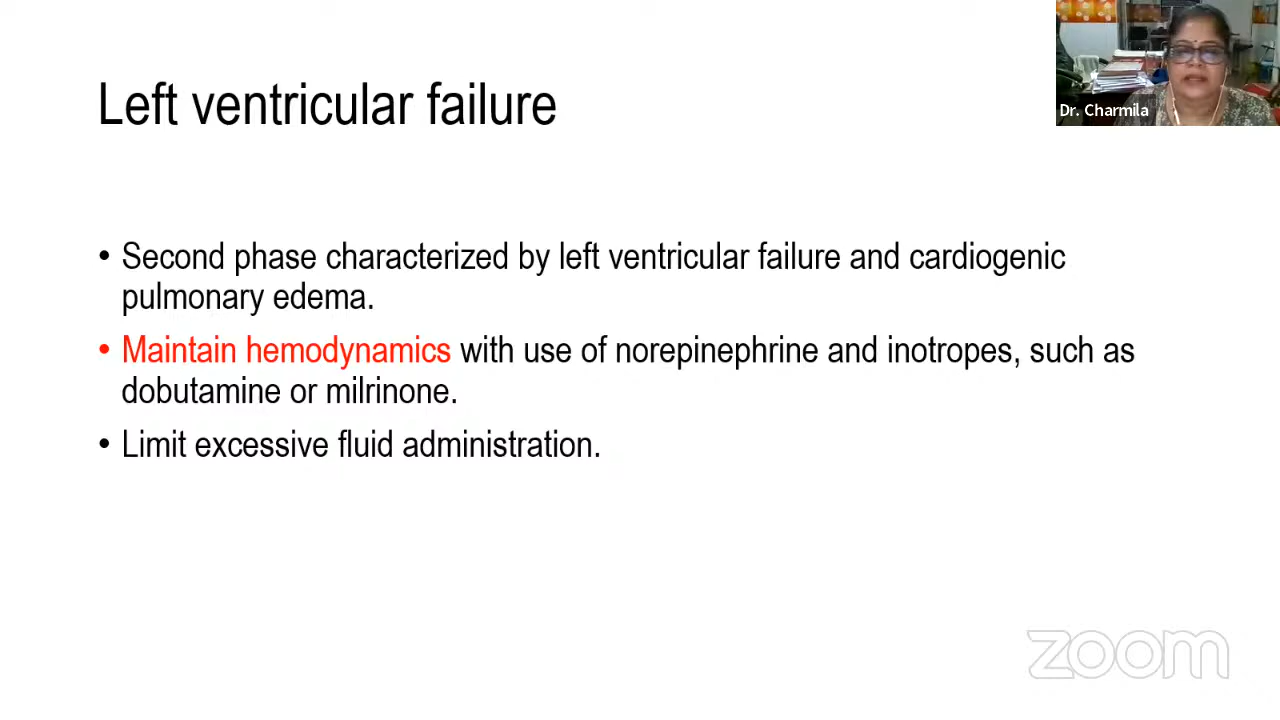 Left ventricular failure
Dr. Charmila
• Second phase characterized by left ventricular failure and cardiogenic
pulmonary edema.
• Maintain hemodynamics with use of norepinephrine and inotropes, such as
dobutamine or milrinone.
• Limit excessive fluid administration.
zoom